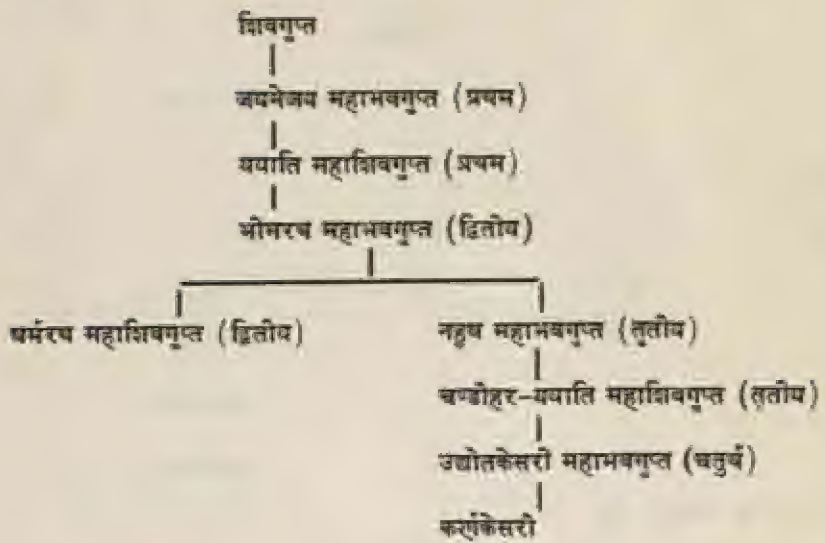 शिवगुप्त
जयमेजय महाभवगुप्त (प्रथम)
ययाति महाशिवगुप्त (प्रथम)
भीमरथ महाभवगुप्त (द्वितीय)
धर्मरथ महाशिवगुप्त (द्वितीय) नहुष महाभवगुप्त (तृतीय)
चण्डीहर-ययाति महाशिवगुप्त (तृतीय)
उद्योतकेसरी महाभवगुप्त (चतुर्थ)
कर्णकेसरी